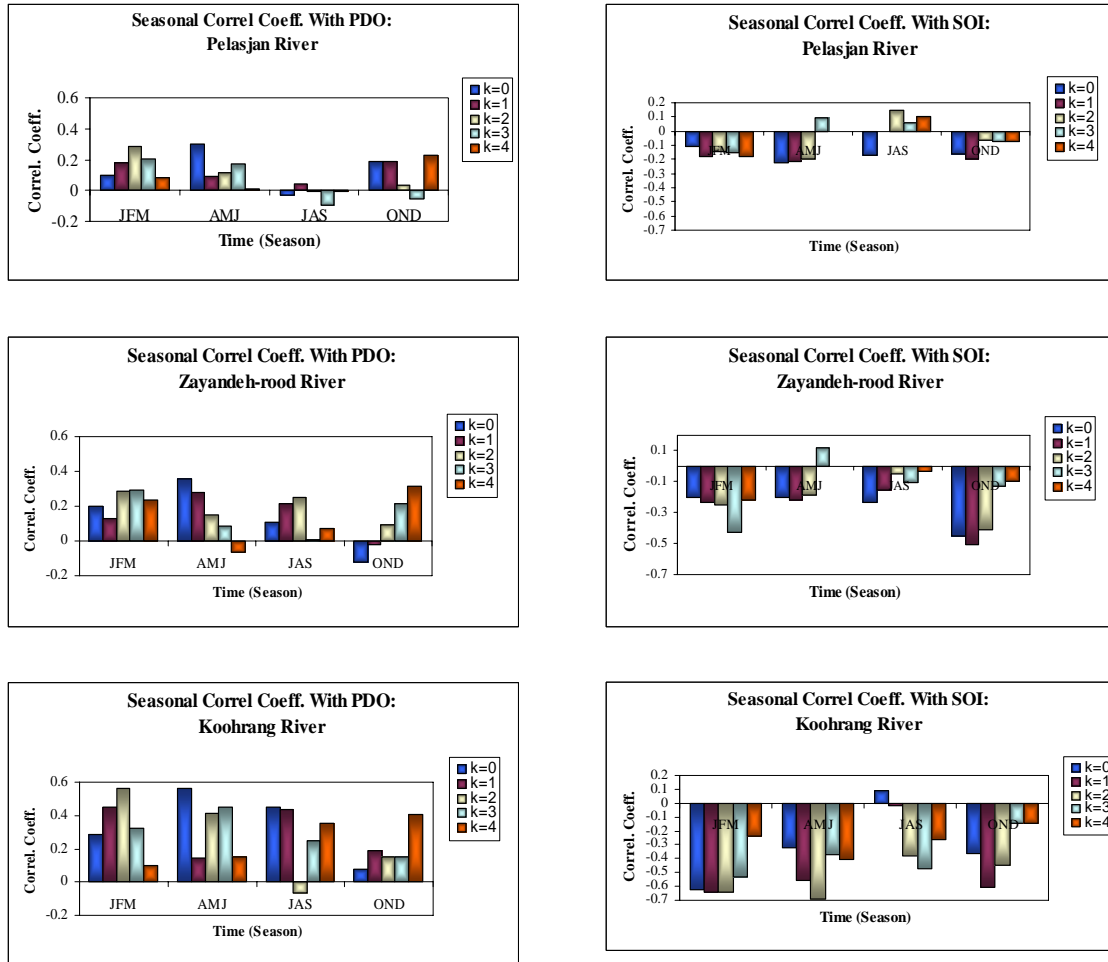 Seasonal Correl Coeff. With PDO:
Pelasjan River
Correl. Coeff.
0.6
0.4
0.2
0
-0.2
JFM
AMJ
JAS
OND
Time (Season)
k=0
k=1
k=2
k=3
k=4
Seasonal Correl Coeff. With SOI:
Pelasjan River
Correl. Coeff.
0.2
0.1
0
-0.1
-0.2
-0.3
-0.4
-0.5
-0.6
-0.7
JFM
AMJ
JAS
OND
Time (Season)
k=0
k=1
k=2
k=3
k=4
Seasonal Correl Coeff. With PDO:
Zayandeh-rood River
Correl. Coeff.
0.6
0.4
0.2
0
-0.2
JFM
AMJ
JAS
OND
Time (Season)
k=0
k=1
k=2
k=3
k=4
Seasonal Correl Coeff. With SOI:
Zayandeh-rood River
Correl. Coeff.
0.1
-0.1
-0.3
-0.5
-0.7
JFM
AMJ
JAS
OND
Time (Season)
k=0
k=1
k=2
k=3
k=4
Seasonal Correl Coeff. With PDO:
Koohrang River
Correl. Coeff.
0.6
0.4
0.2
0
-0.2
JFM
AMJ
JAS
OND
Time (Season)
k=0
k=1
k=2
k=3
k=4
Seasonal Correl Coeff. With SOI:
Koohrang River
Correl. Coeff.
0.2
0.1
0
-0.1
-0.2
-0.3
-0.4
-0.5
-0.6
-0.7
JFM
AMJ
JAS
OND
Time (Season)
k=0
k=1
k=2
k=3
k=4